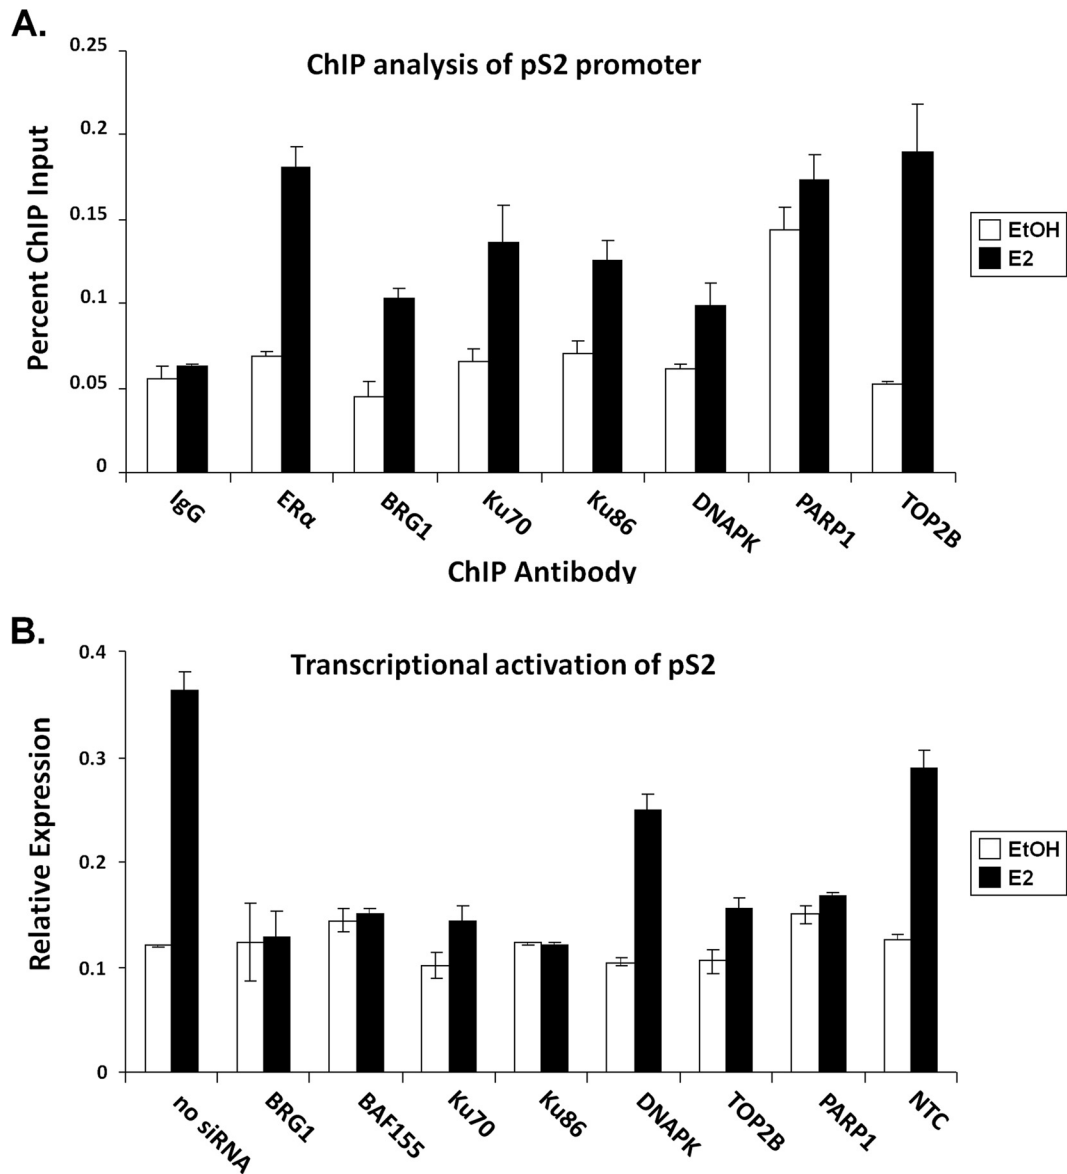 A.
ChIP analysis of pS2 promoter
Percent ChIP Input
0.25
0.2
0.15
0.1
0.05
0
EtOH
E2
IgG
ERα
BRG1
Ku70
Ku86
DNAPK
PARP1
TOP2B
ChIP Antibody
B.
Transcriptional activation of pS2
Relative Expression
0.4
0.3
0.2
0.1
0
EtOH
E2
no siRNA
BRG1
BAF155
Ku70
Ku86
DNAPK
TOP2B
PARP1
NTC